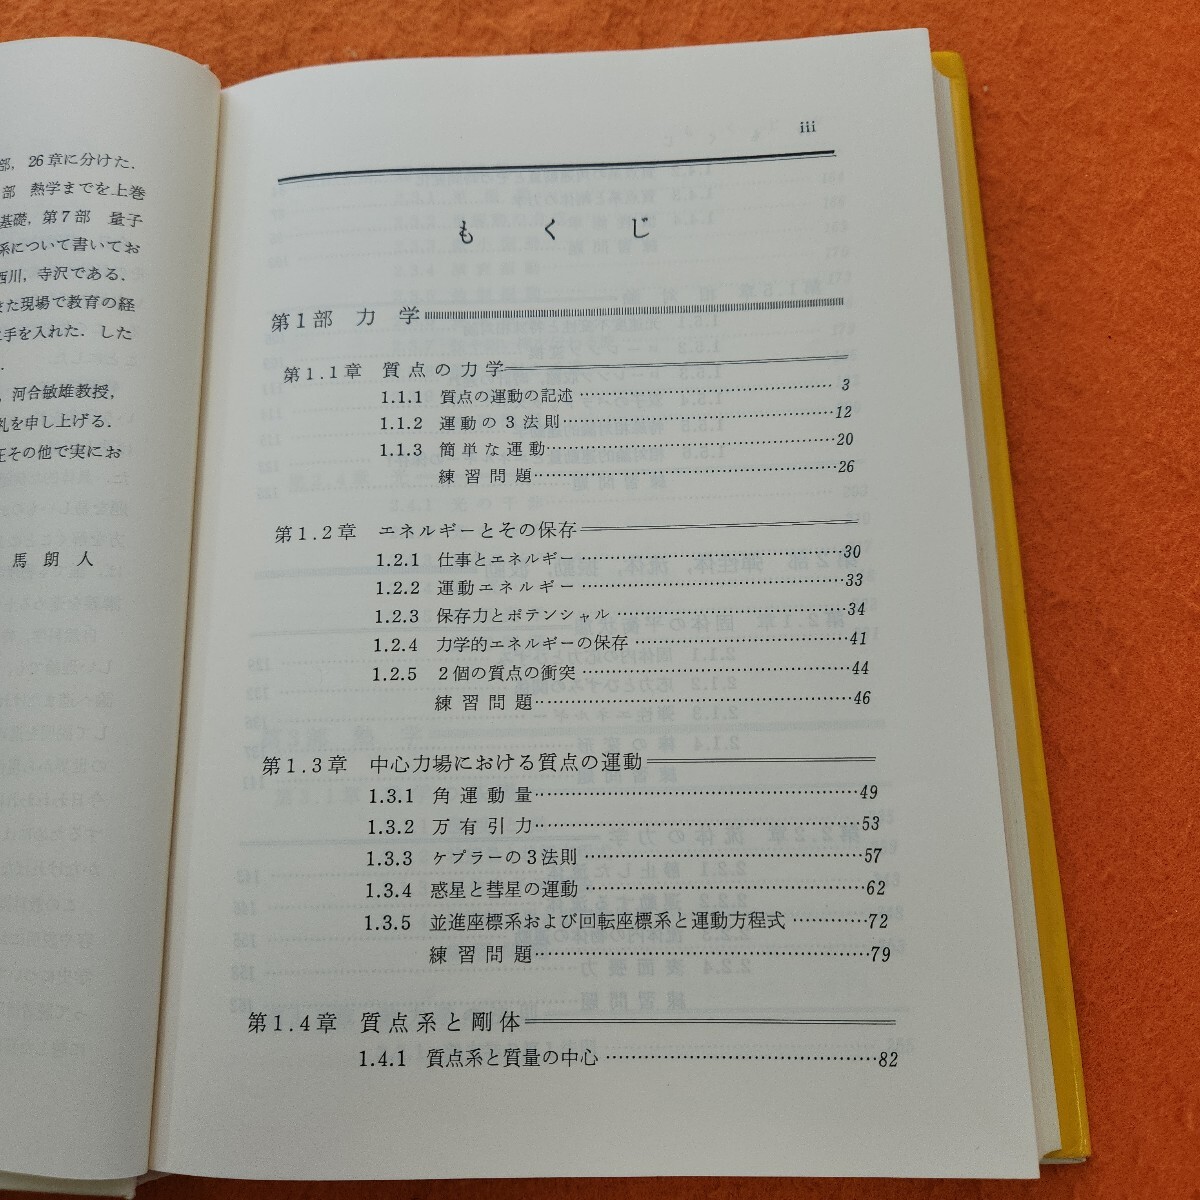 部，26章に分けた．
部　熱学までを上巻
基礎，第7部　量子
系について書いてお
西川，寺沢である．
きた現場で教育の経
手を入れた．した
．
，河合敏雄教授，
礼を申し上げる．
その他で実にお
馬　朗　人
iii
もくじ
第1部　力　学
第1.1章　質点の力学
1.1.1　質点の運動の記述……3
1.1.2　運動の3法則……12
1.1.3　簡単な運動……20
練習問題……26
第1.2章　エネルギーとその保存
1.2.1　仕事とエネルギー……30
1.2.2　運動エネルギー……33
1.2.3　保存力とポテンシャル……34
1.2.4　力学的エネルギーの保存……41
1.2.5　2個の質点の衝突……44
練習問題……46
第1.3章　中心力場における質点の運動
1.3.1　角運動量……49
1.3.2　万有引力……53
1.3.3　ケプラーの3法則……57
1.3.4　惑星と彗星の運動……62
1.3.5　並進座標系および回転座標系と運動方程式……72
練習問題……79
第1.4章　質点系と剛体
1.4.1　質点系と質量の中心……82